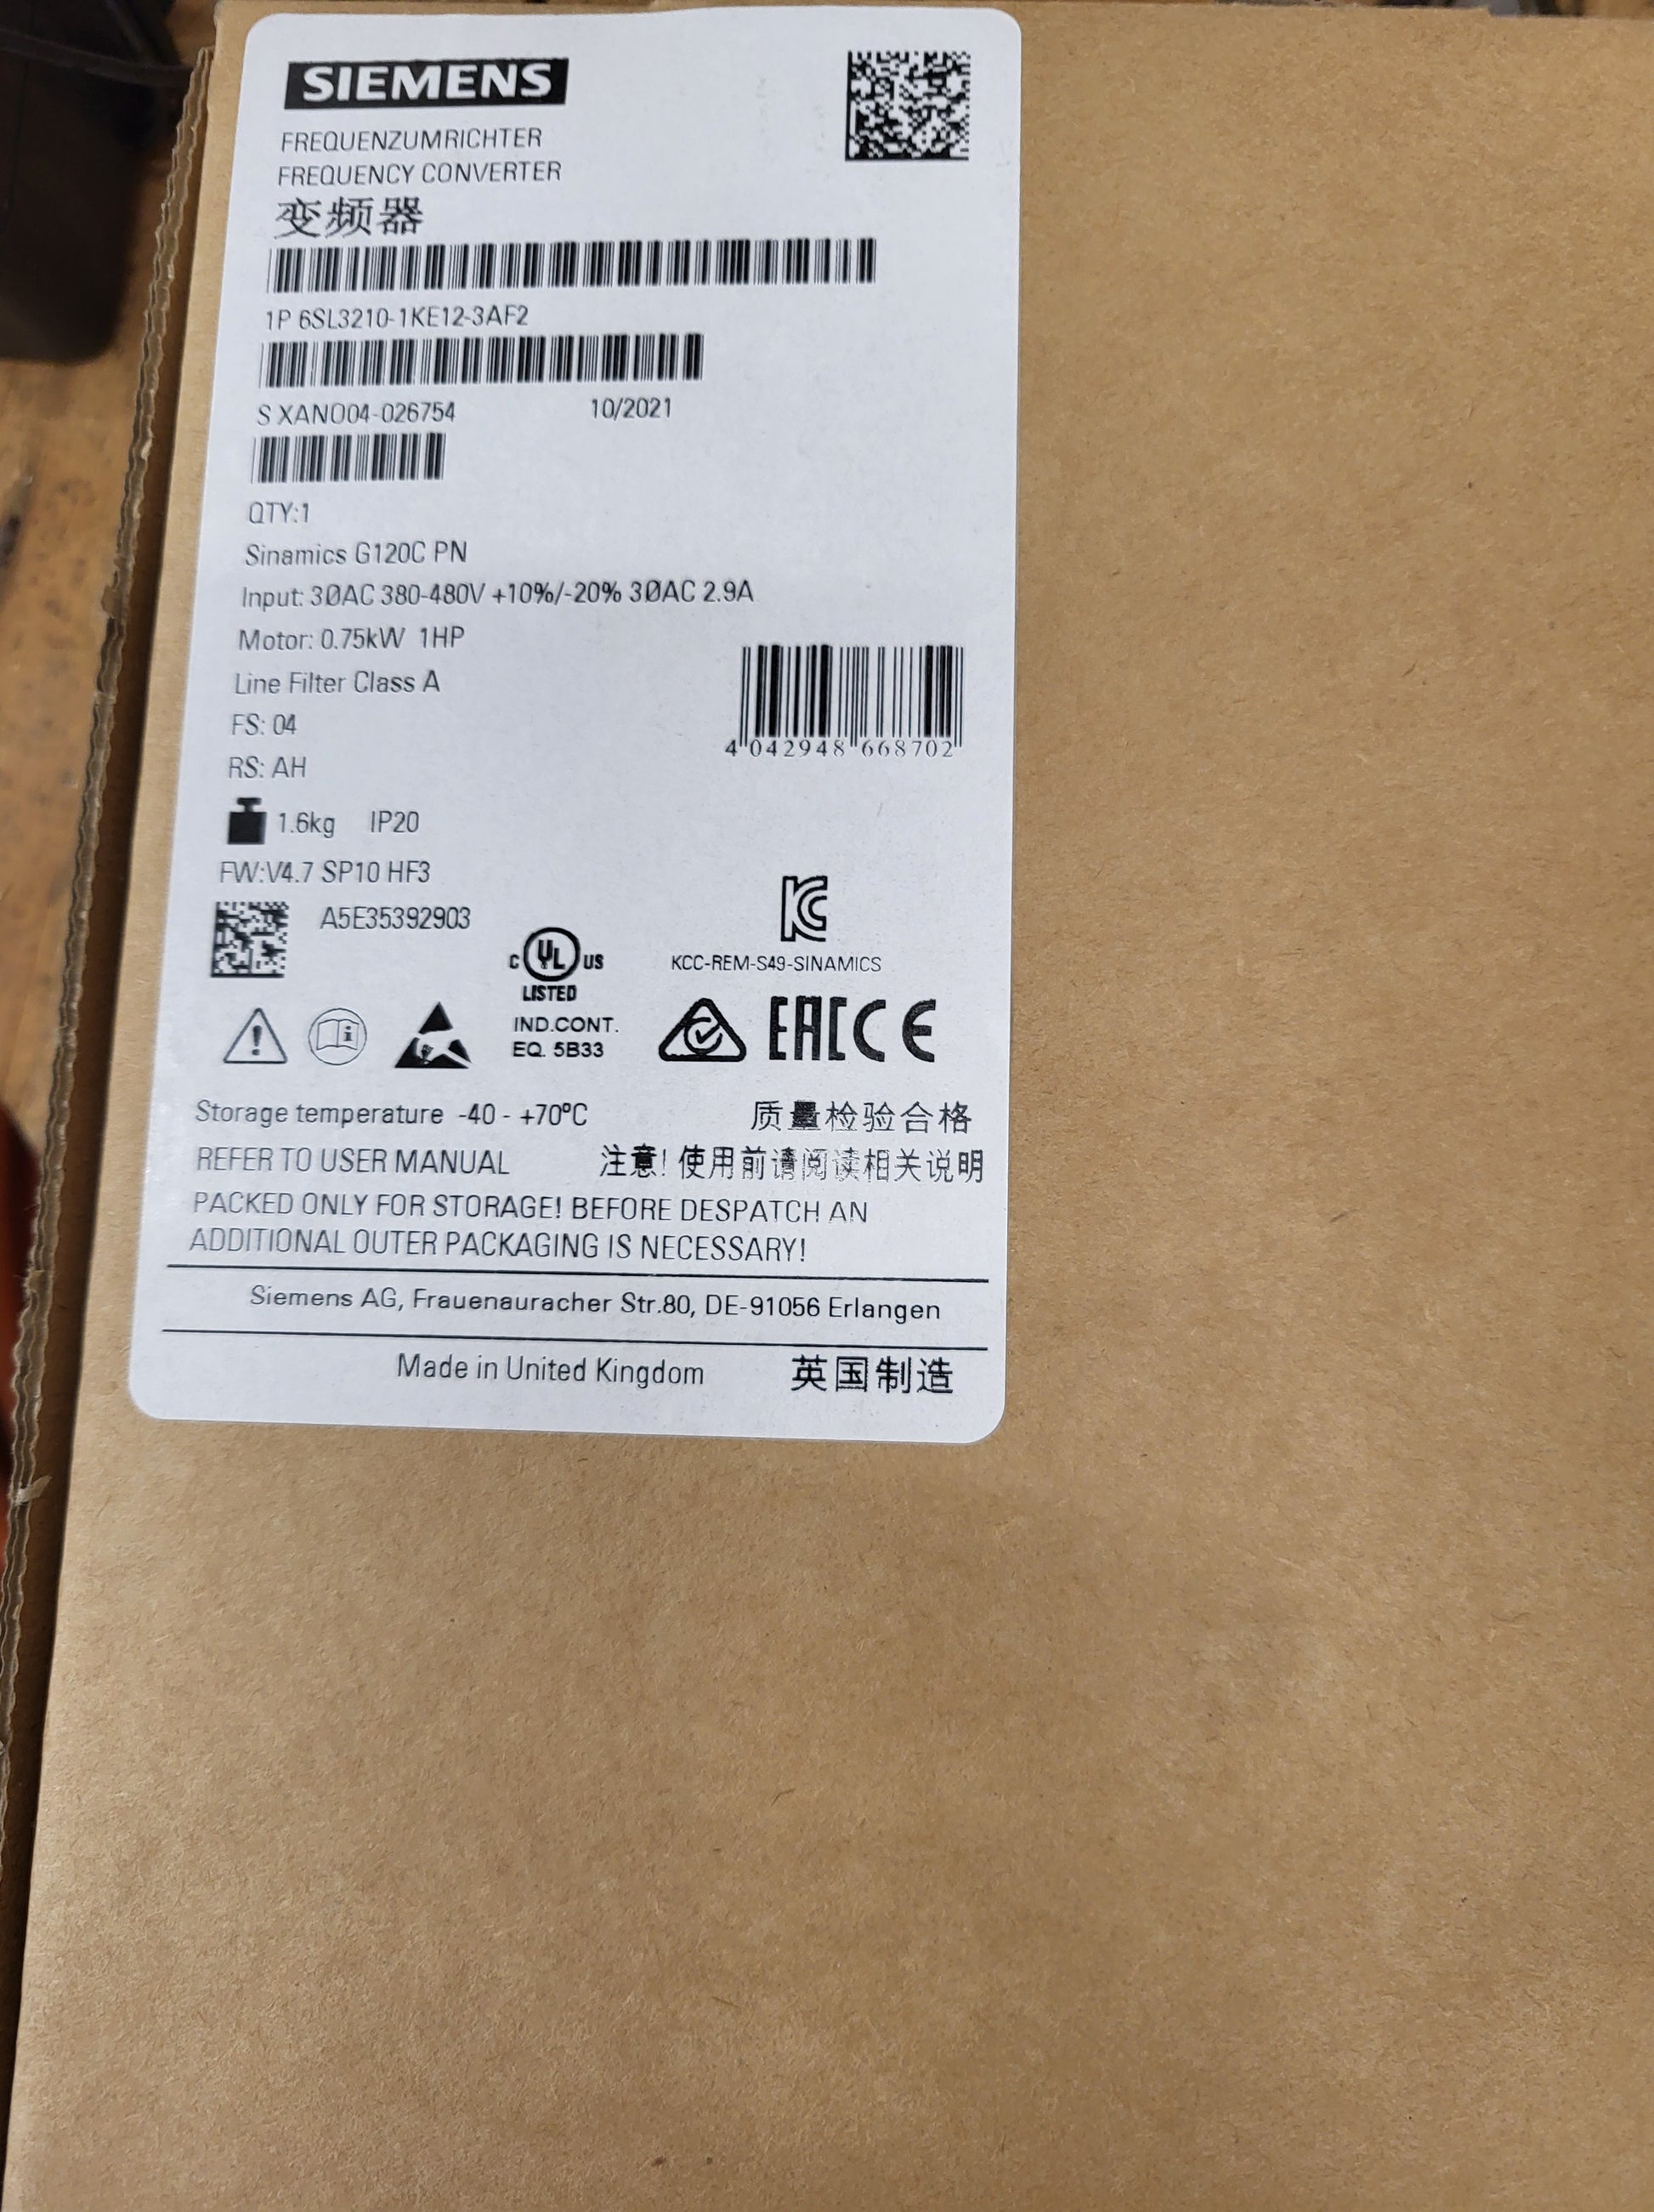 SIEMENS
FREQUENZUMRICHTER
FREQUENCY CONVERTER
变频器
1P 6SL3210-1KE12-3AF2
S XANO04-026754 10/2021
QTY:1
Sinamics G120C PN
Input: 3ØAC 380-480V +10%/-20% 3ØAC 2.9A
Motor: 0.75kW 1HP
Line Filter Class A
FS: 04
RS: AH
4 042948 668702
1.6kg IP20
FW:V4.7 SP10 HF3
A5E35392903
C UL US
LISTED
IND.CONT.
EQ. 5B33
KC
KCC-REM-S49-SINAMICS
EAC CE
Storage temperature -40 - +70ºC 质量检验合格
REFER TO USER MANUAL 注意! 使用前请阅读相关说明
PACKED ONLY FOR STORAGE! BEFORE DESPATCH AN
ADDITIONAL OUTER PACKAGING IS NECESSARY!
Siemens AG, Frauenauracher Str.80, DE-91056 Erlangen
Made in United Kingdom 英国制造